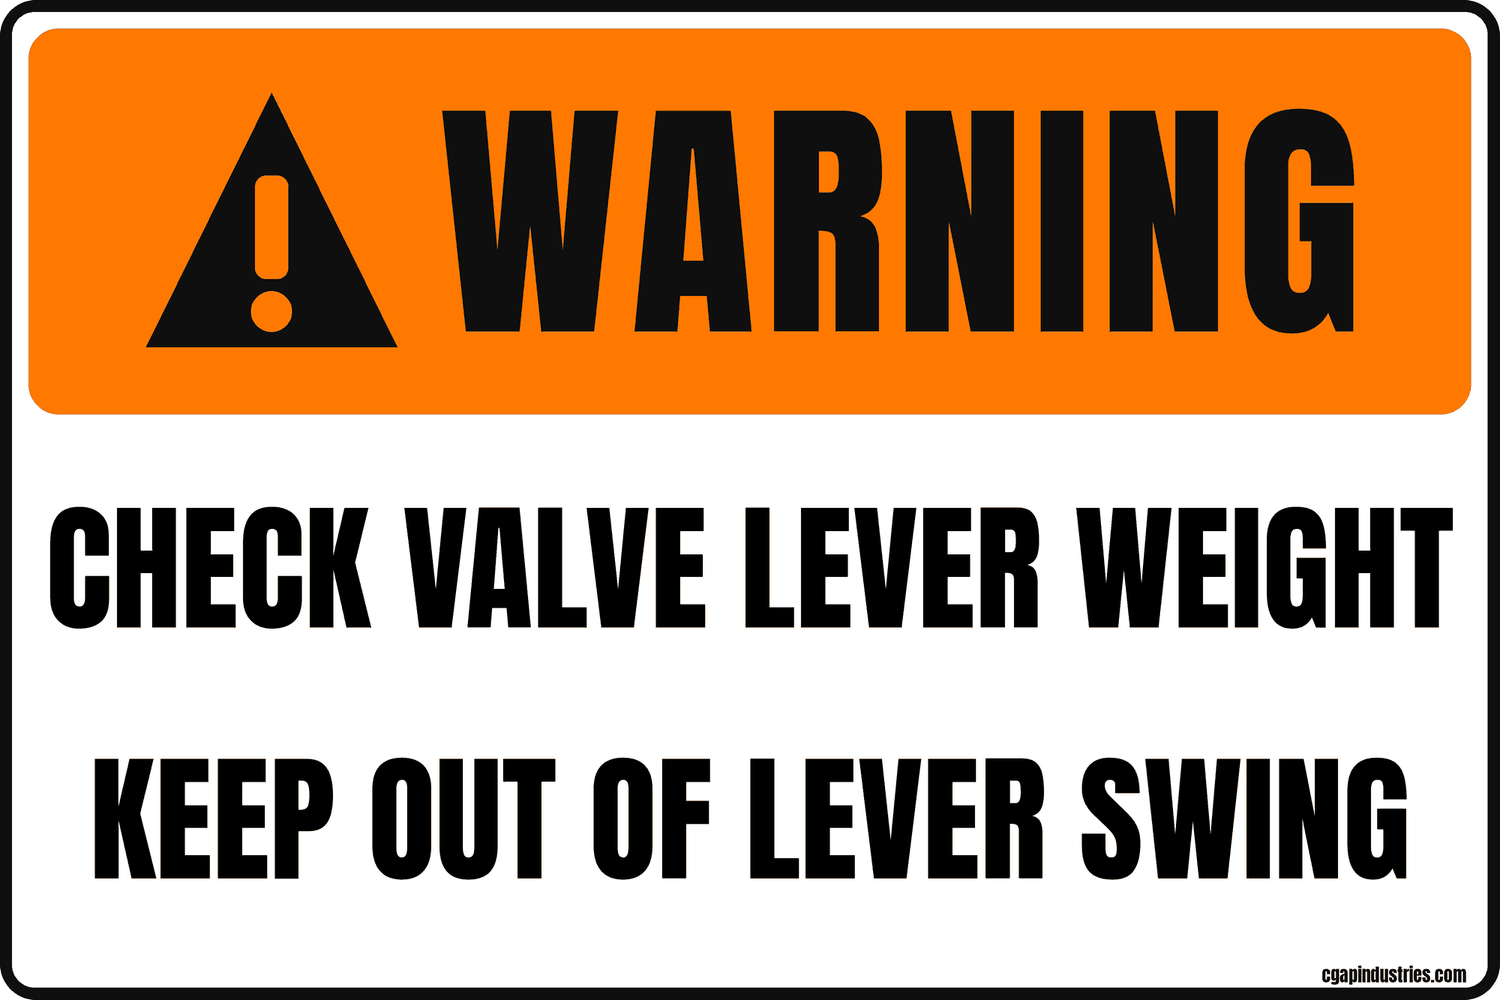 WARNING
CHECK VALVE LEVER WEIGHT
KEEP OUT OF LEVER SWING
cgapindustries.com